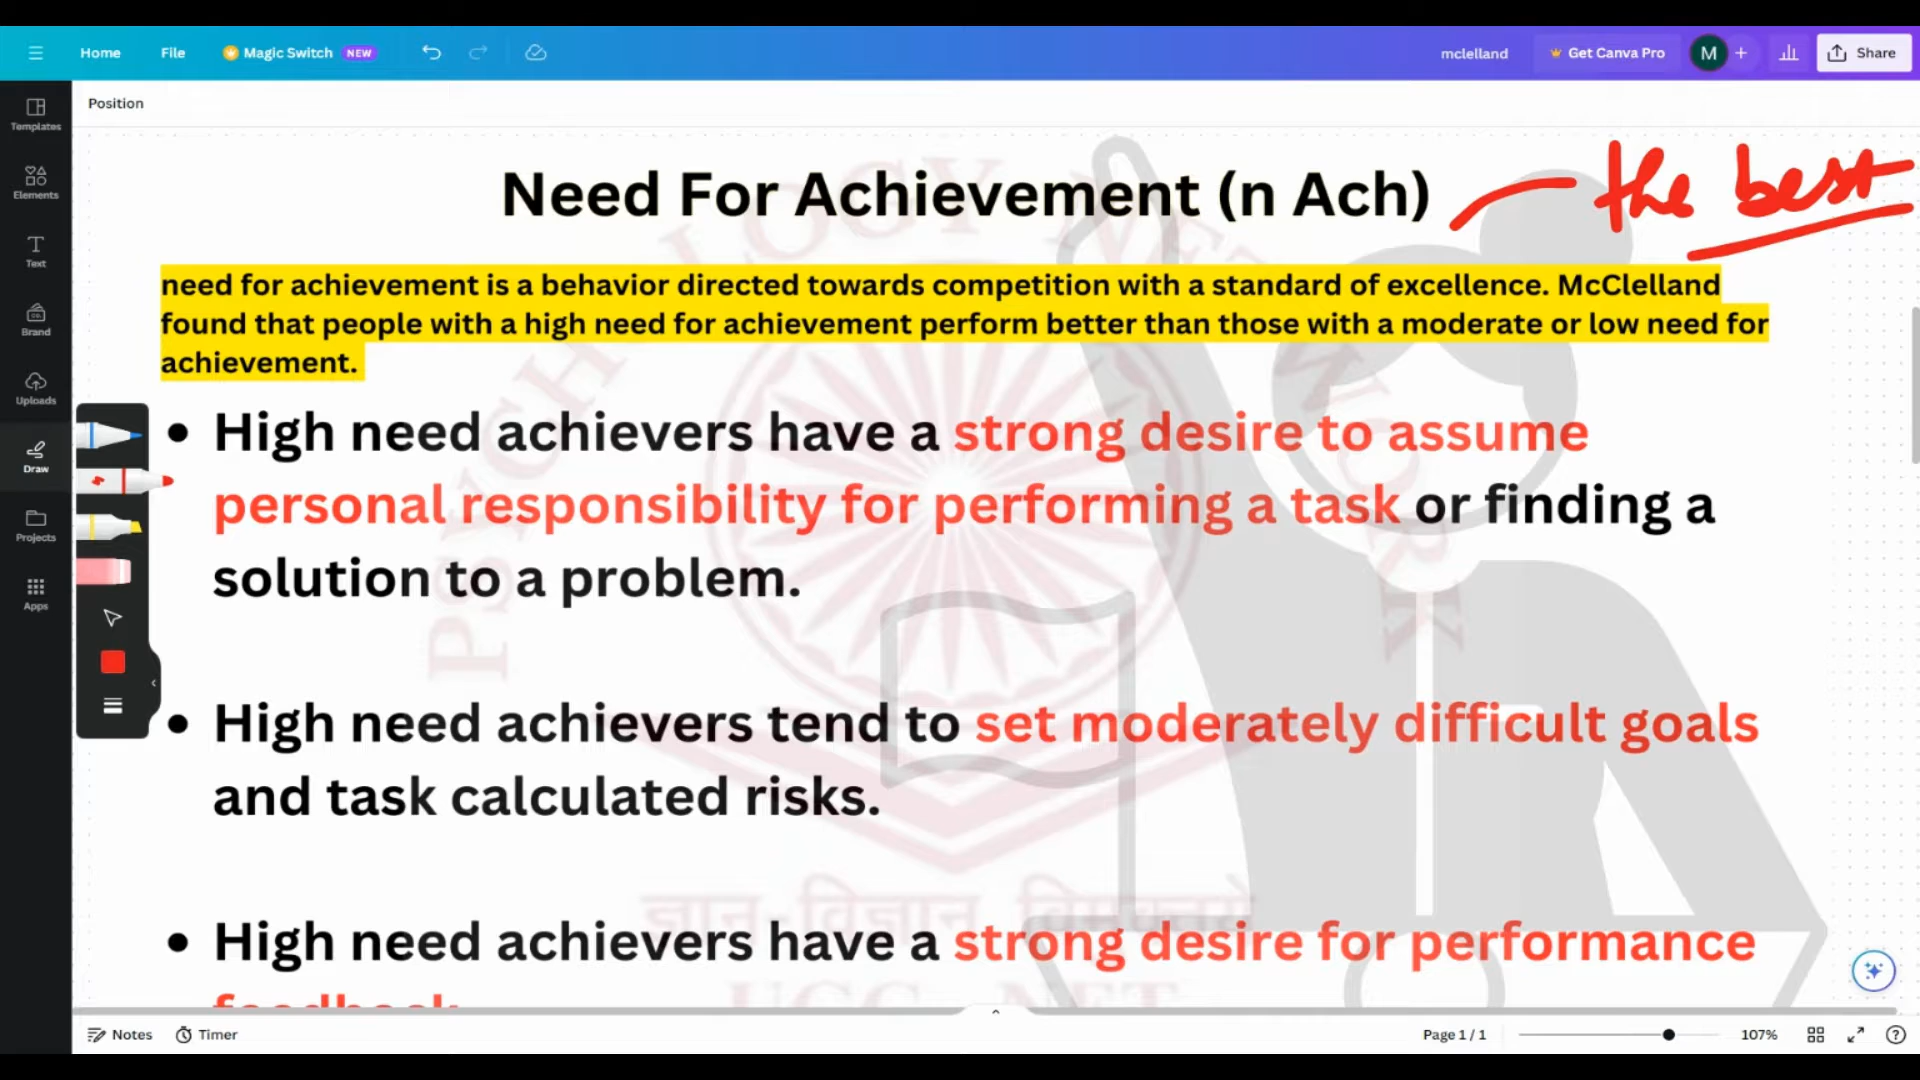 Home File Magic Switch NEW mclelland Get Canva Pro M + Share
Position
Templates
Elements
Text
Brand
Uploads
Draw
Projects
Apps
Need For Achievement (n Ach) the best
need for achievement is a behavior directed towards competition with a standard of excellence. McClelland
found that people with a high need for achievement perform better than those with a moderate or low need for
achievement.
• High need achievers have a strong desire to assume
personal responsibility for performing a task or finding a
solution to a problem.
• High need achievers tend to set moderately difficult goals
and task calculated risks.
• High need achievers have a strong desire for performance
feedback
PSYCHOLOGY NETWORK
ज्ञान-विज्ञान
UGC NET
Notes Timer Page 1 / 1 107%